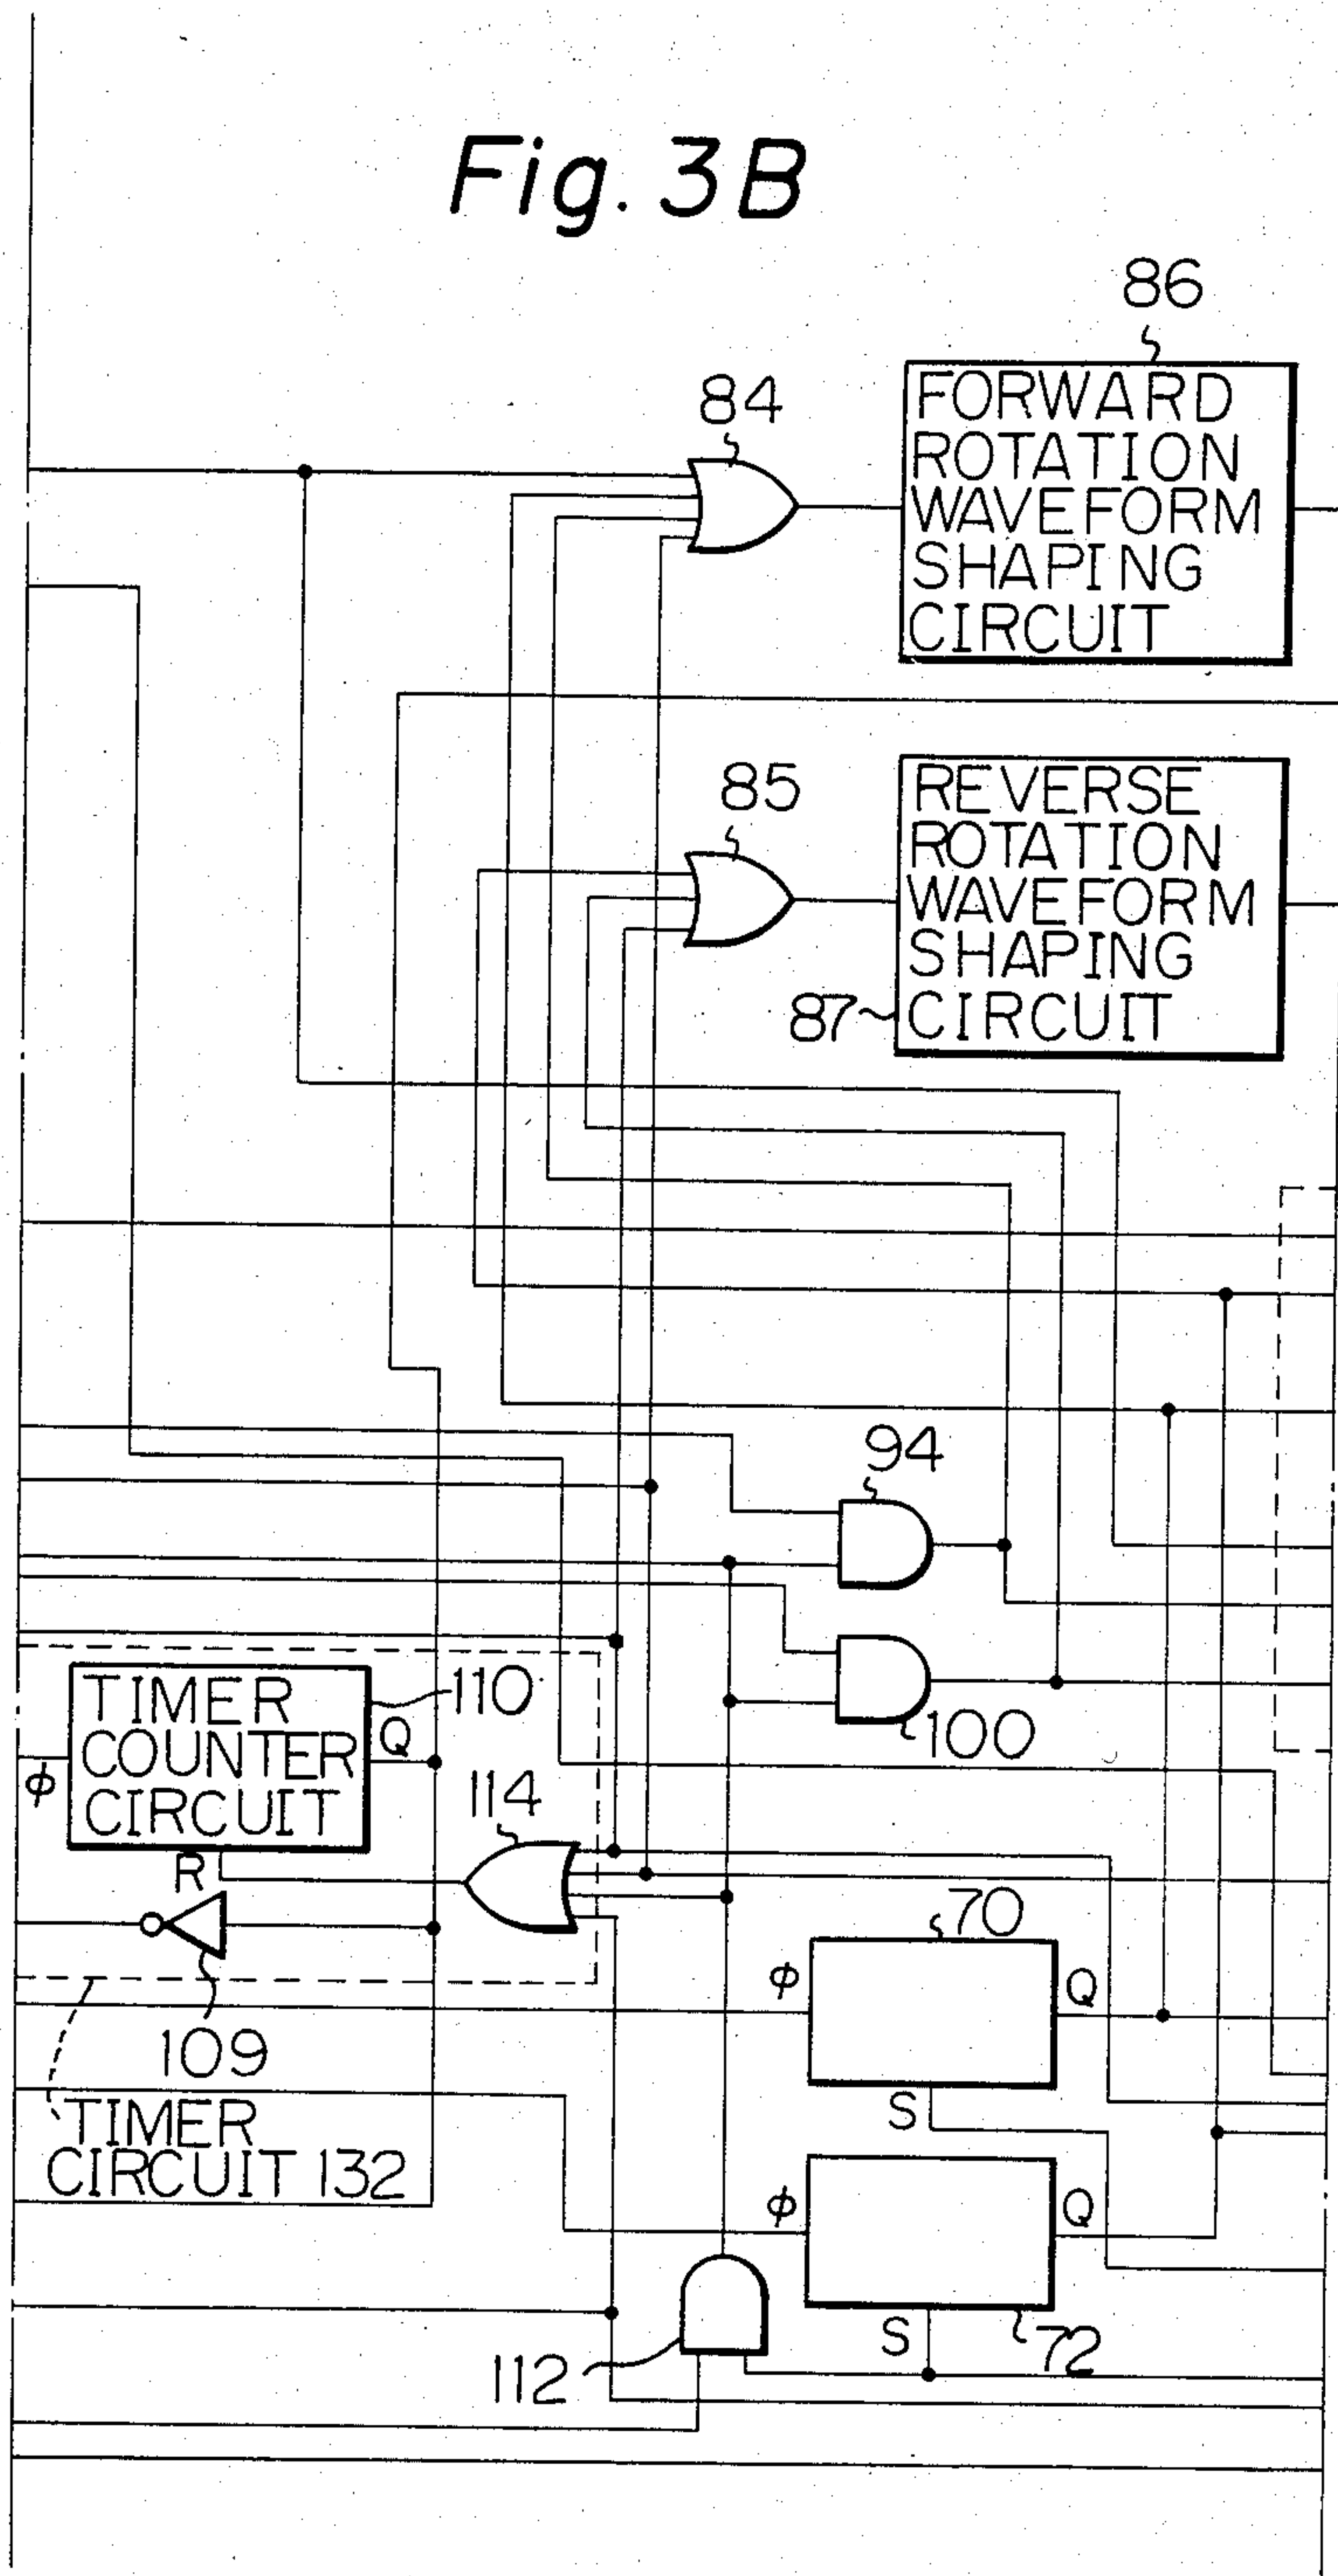 Fig. 3B
86
FORWARD
ROTATION
WAVEFORM
SHAPING
CIRCUIT
84
85
REVERSE
ROTATION
WAVEFORM
SHAPING
CIRCUIT
87
94
100
TIMER
COUNTER
CIRCUIT
110
Q
φ
R
114
109
TIMER
CIRCUIT 132
70
φ
Q
S
φ
Q
S
72
112